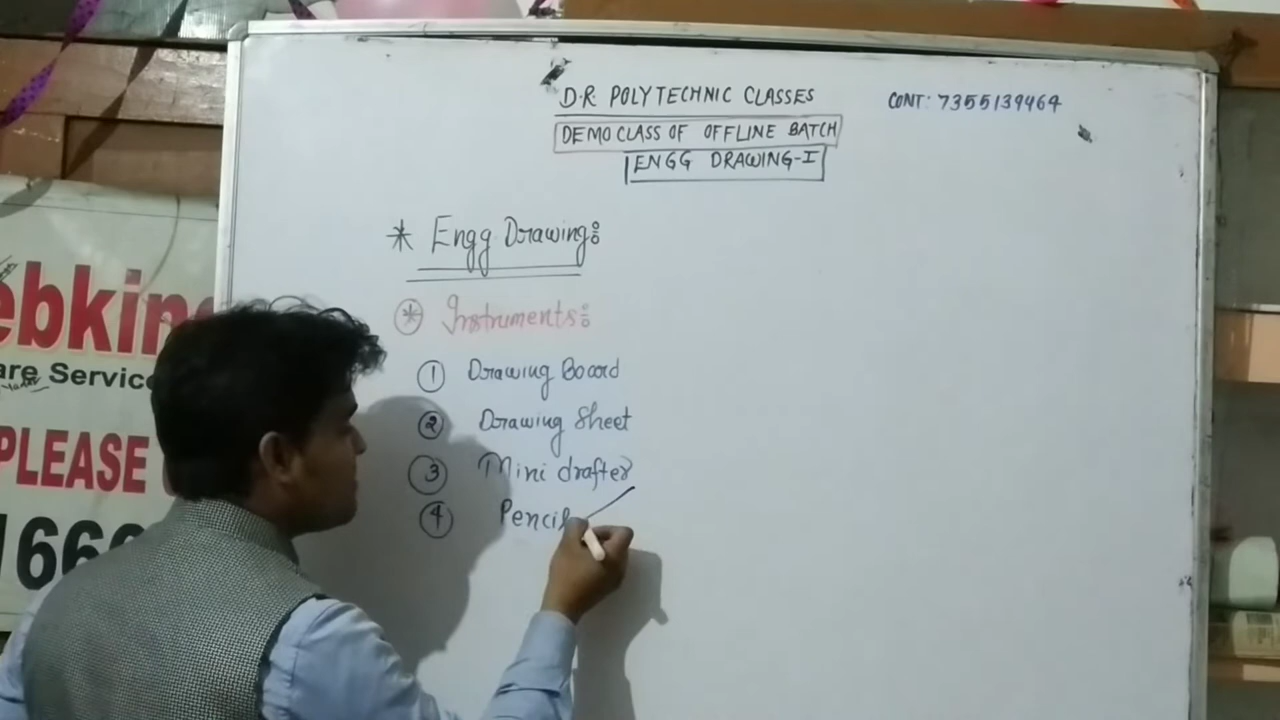 D.R POLYTECHNIC CLASSES
CONT: 7355139464
DEMO CLASS OF OFFLINE BATCH
ENGG DRAWING-I
* Engg Drawing:
* Instruments:
1 Drawing Board
2 Drawing Sheet
3 Mini drafter
4 Pencil
ebkin
are Servic
PLEASE
166